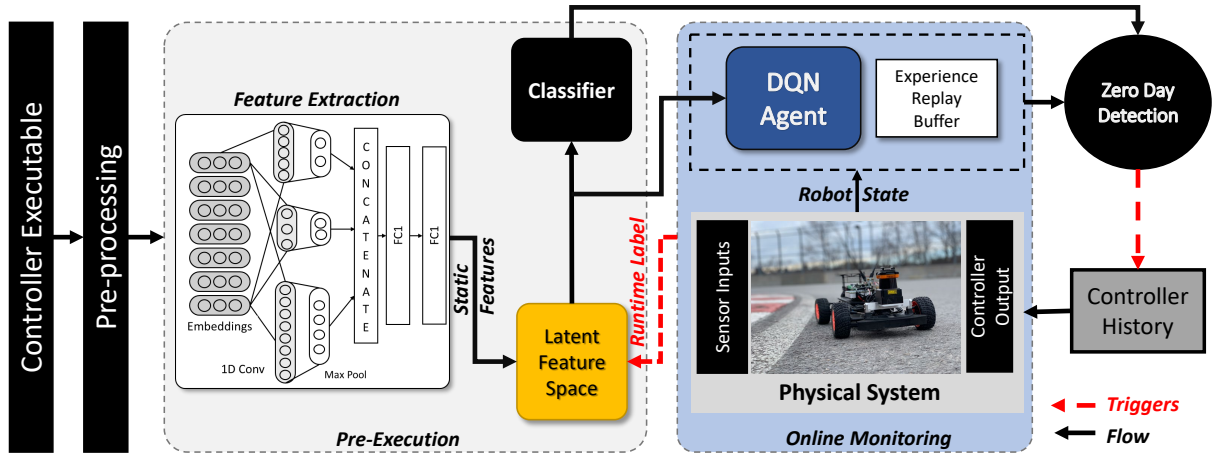 Controller Executable
Pre-processing
Feature Extraction
Embeddings
1D Conv
Max Pool
CONCATENATE
FC1
FC1
Static
Features
Classifier
Latent
Feature
Space
Pre-Execution
Runtime Label
DQN
Agent
Experience
Replay
Buffer
Robot State
Sensor Inputs
Controller
Output
Physical System
Online Monitoring
Zero Day
Detection
Controller
History
Triggers
Flow